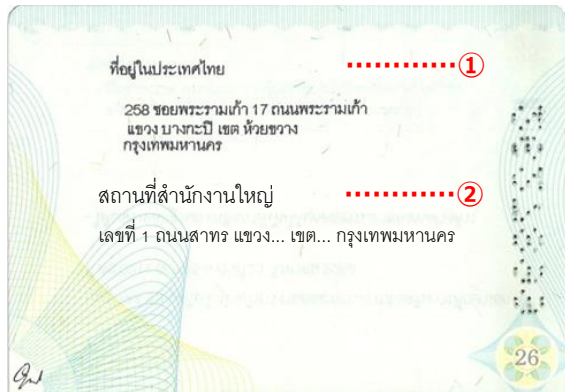 ที่อยู่ในประเทศไทย ............①
258 ซอยพระรามเก้า 17 ถนนพระรามเก้า
แขวง บางกะปิ เขต ห้วยขวาง
กรุงเทพมหานคร
สถานที่สำนักงานใหญ่ ............②
เลขที่ 1 ถนนสาทร แขวง... เขต... กรุงเทพมหานคร
26